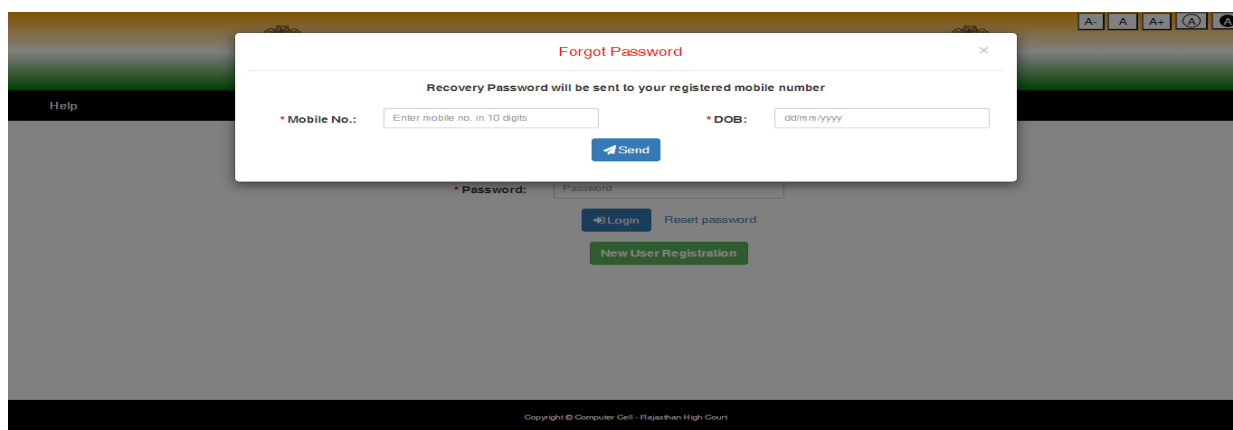 A- A A+ A A
Forgot Password ×
Recovery Password will be sent to your registered mobile number
Help
* Mobile No.: Enter mobile no. in 10 digits * DOB: dd/mm/yyyy
Send
* Password: Password
Login Reset password
New User Registration
Copyright © Computer Cell - Rajasthan High Court